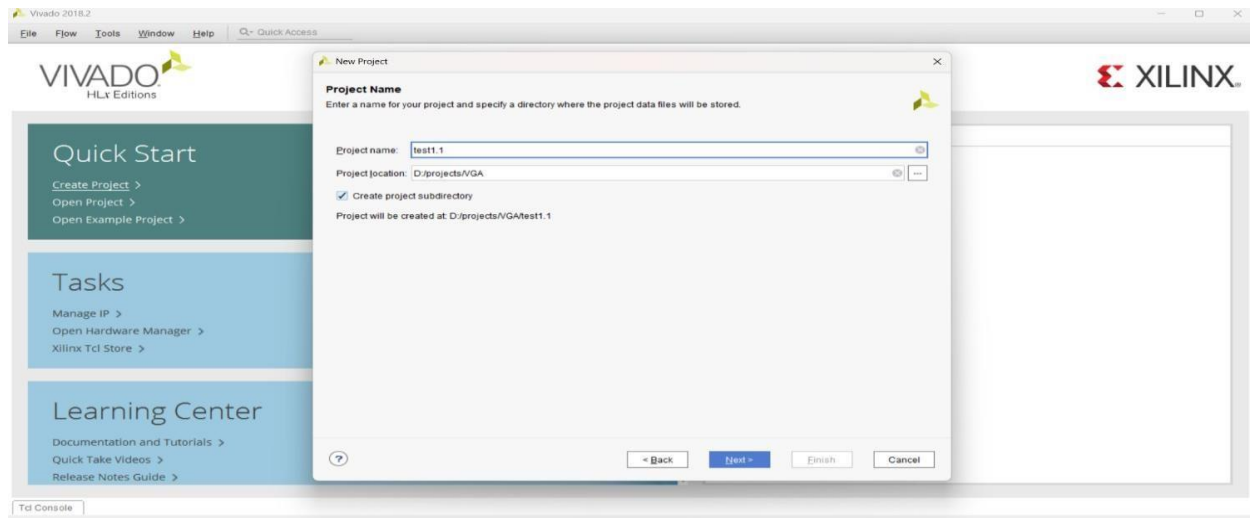 Vivado 2018.2
File Flow Tools Window Help Q- Quick Access
VIVADO
HLx Editions
XILINX
Quick Start
Create Project >
Open Project >
Open Example Project >
Tasks
Manage IP >
Open Hardware Manager >
Xilinx Tcl Store >
Learning Center
Documentation and Tutorials >
Quick Take Videos >
Release Notes Guide >
New Project
Project Name
Enter a name for your project and specify a directory where the project data files will be stored.
Project name: test1.1
Project location: D:/projects/VGA
...
Create project subdirectory
Project will be created at: D:/projects/VGA/test1.1
?
< Back Next > Finish Cancel
Tcl Console